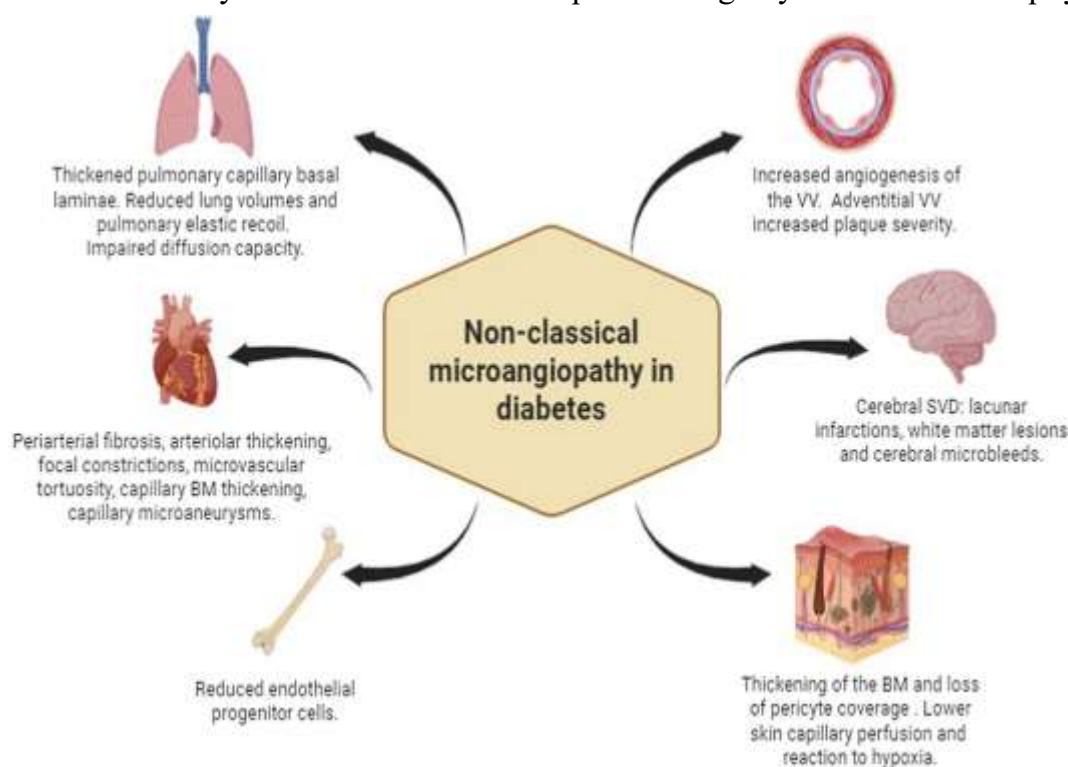 Thickened pulmonary capillary basal
laminae. Reduced lung volumes and
pulmonary elastic recoil.
Impaired diffusion capacity.
Increased angiogenesis of
the VV. Adventitial VV
increased plaque severity.
Non-classical
microangiopathy in
diabetes
Periarterial fibrosis, arteriolar thickening,
focal constrictions, microvascular
tortuosity, capillary BM thickening,
capillary microaneurysms.
Cerebral SVD: lacunar
infarctions, white matter lesions
and cerebral microbleeds.
Reduced endothelial
progenitor cells.
Thickening of the BM and loss
of pericyte coverage . Lower
skin capillary perfusion and
reaction to hypoxia.